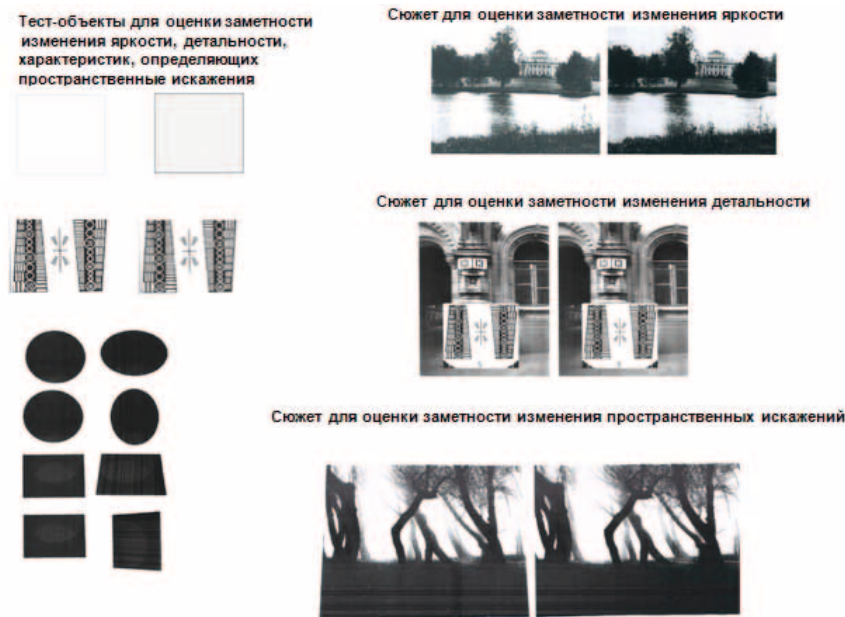 Тест-объекты для оценки заметности
изменения яркости, детальности,
характеристик, определяющих
пространственные искажения
Сюжет для оценки заметности изменения яркости
Сюжет для оценки заметности изменения детальности
Сюжет для оценки заметности изменения пространственных искажений